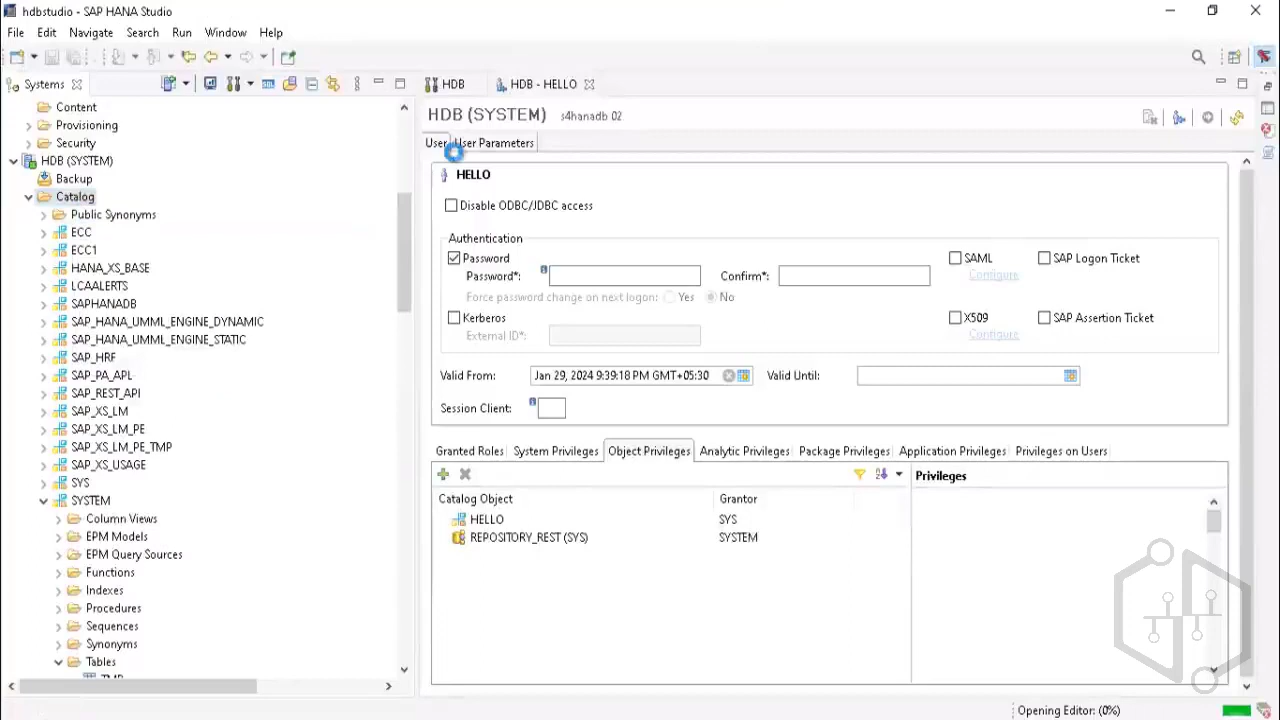 hdbstudio - SAP HANA Studio
File Edit Navigate Search Run Window Help
Systems
HDB
HDB - HELLO
Content
Provisioning
Security
HDB (SYSTEM)
Backup
Catalog
Public Synonyms
ECC
ECC1
HANA_XS_BASE
LCAALERTS
SAPHANADB
SAP_HANA_UMML_ENGINE_DYNAMIC
SAP_HANA_UMML_ENGINE_STATIC
SAP_HRF
SAP_PA_APL
SAP_REST_API
SAP_XS_LM
SAP_XS_LM_PE
SAP_XS_LM_PE_TMP
SAP_XS_USAGE
SYS
SYSTEM
Column Views
EPM Models
EPM Query Sources
Functions
Indexes
Procedures
Sequences
Synonyms
Tables
HDB (SYSTEM) s4hanadb 02
User User Parameters
HELLO
Disable ODBC/JDBC access
Authentication
Password SAML SAP Logon Ticket
Password*: Confirm*: Configure
Force password change on next logon: Yes No
Kerberos X509 SAP Assertion Ticket
External ID*: Configure
Valid From: Jan 29, 2024 9:39:18 PM GMT+05:30 Valid Until:
Session Client:
Granted Roles System Privileges Object Privileges Analytic Privileges Package Privileges Application Privileges Privileges on Users
Privileges
Catalog Object Grantor
HELLO SYS
REPOSITORY_REST (SYS) SYSTEM
Opening Editor: (0%)